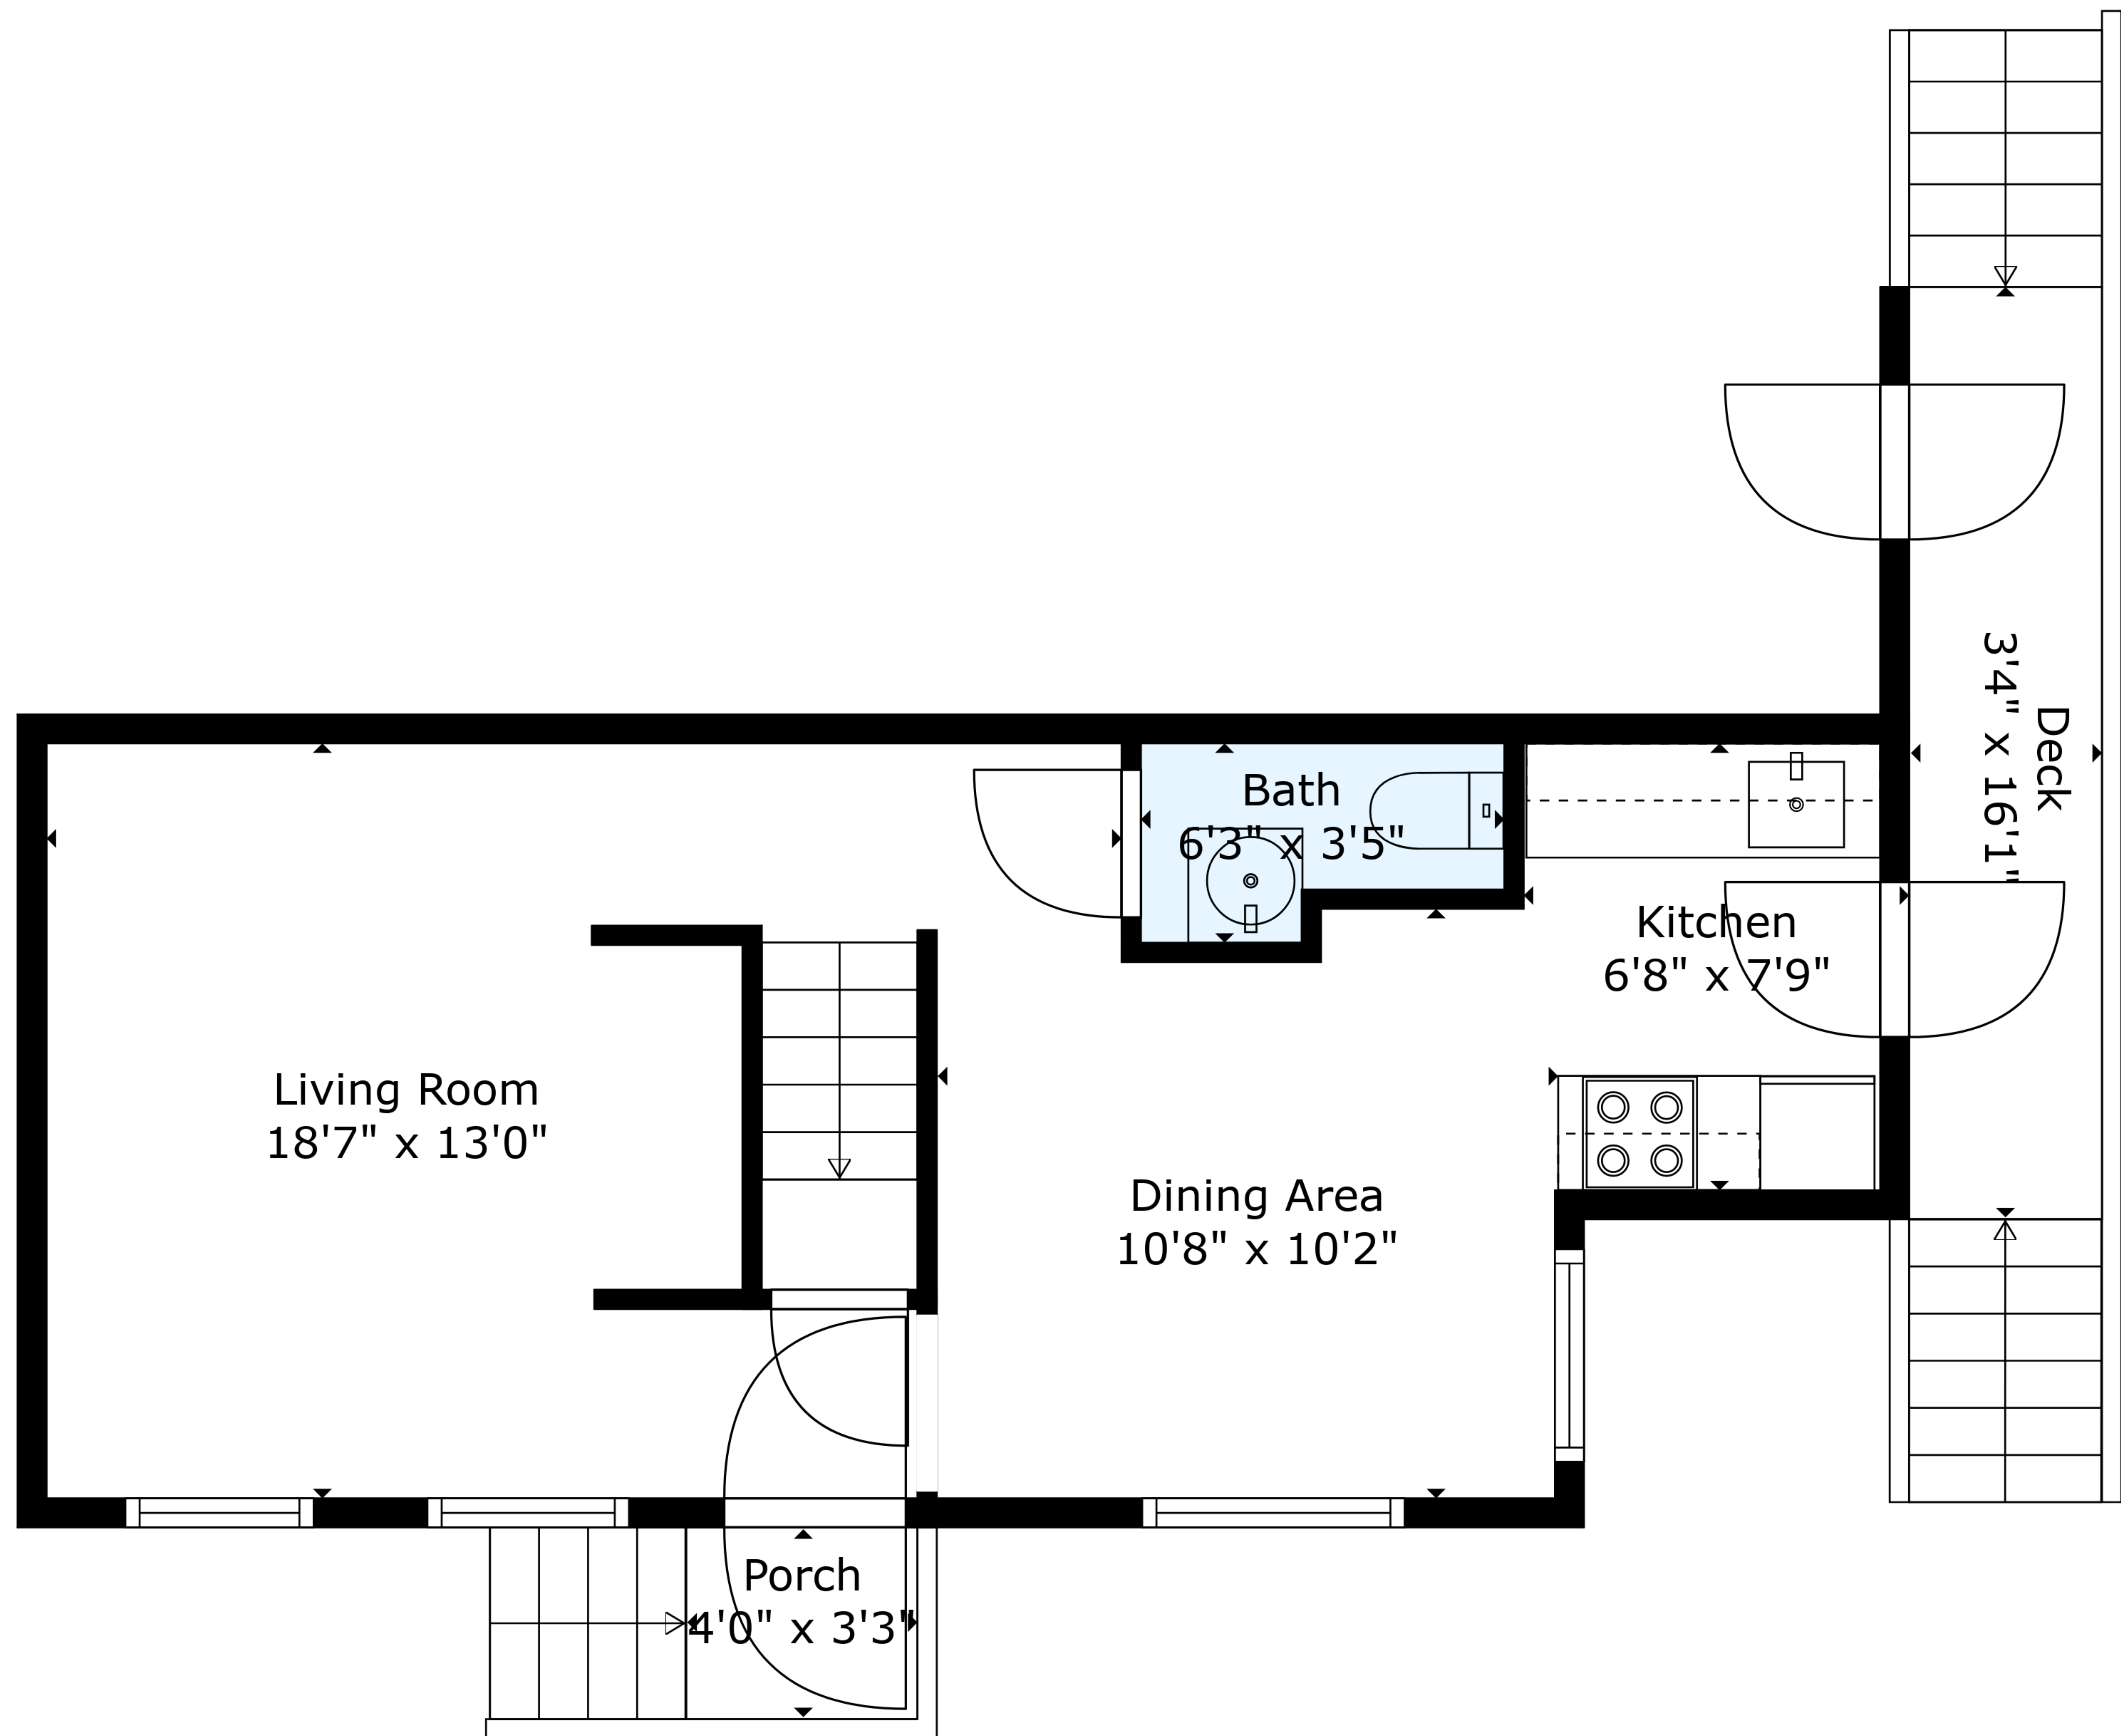 Bath
6'3" x 3'5"
Deck
3'4" x 16'1"
Kitchen
6'8" x 7'9"
Living Room
18'7" x 13'0"
Dining Area
10'8" x 10'2"
Porch
4'0" x 3'3"